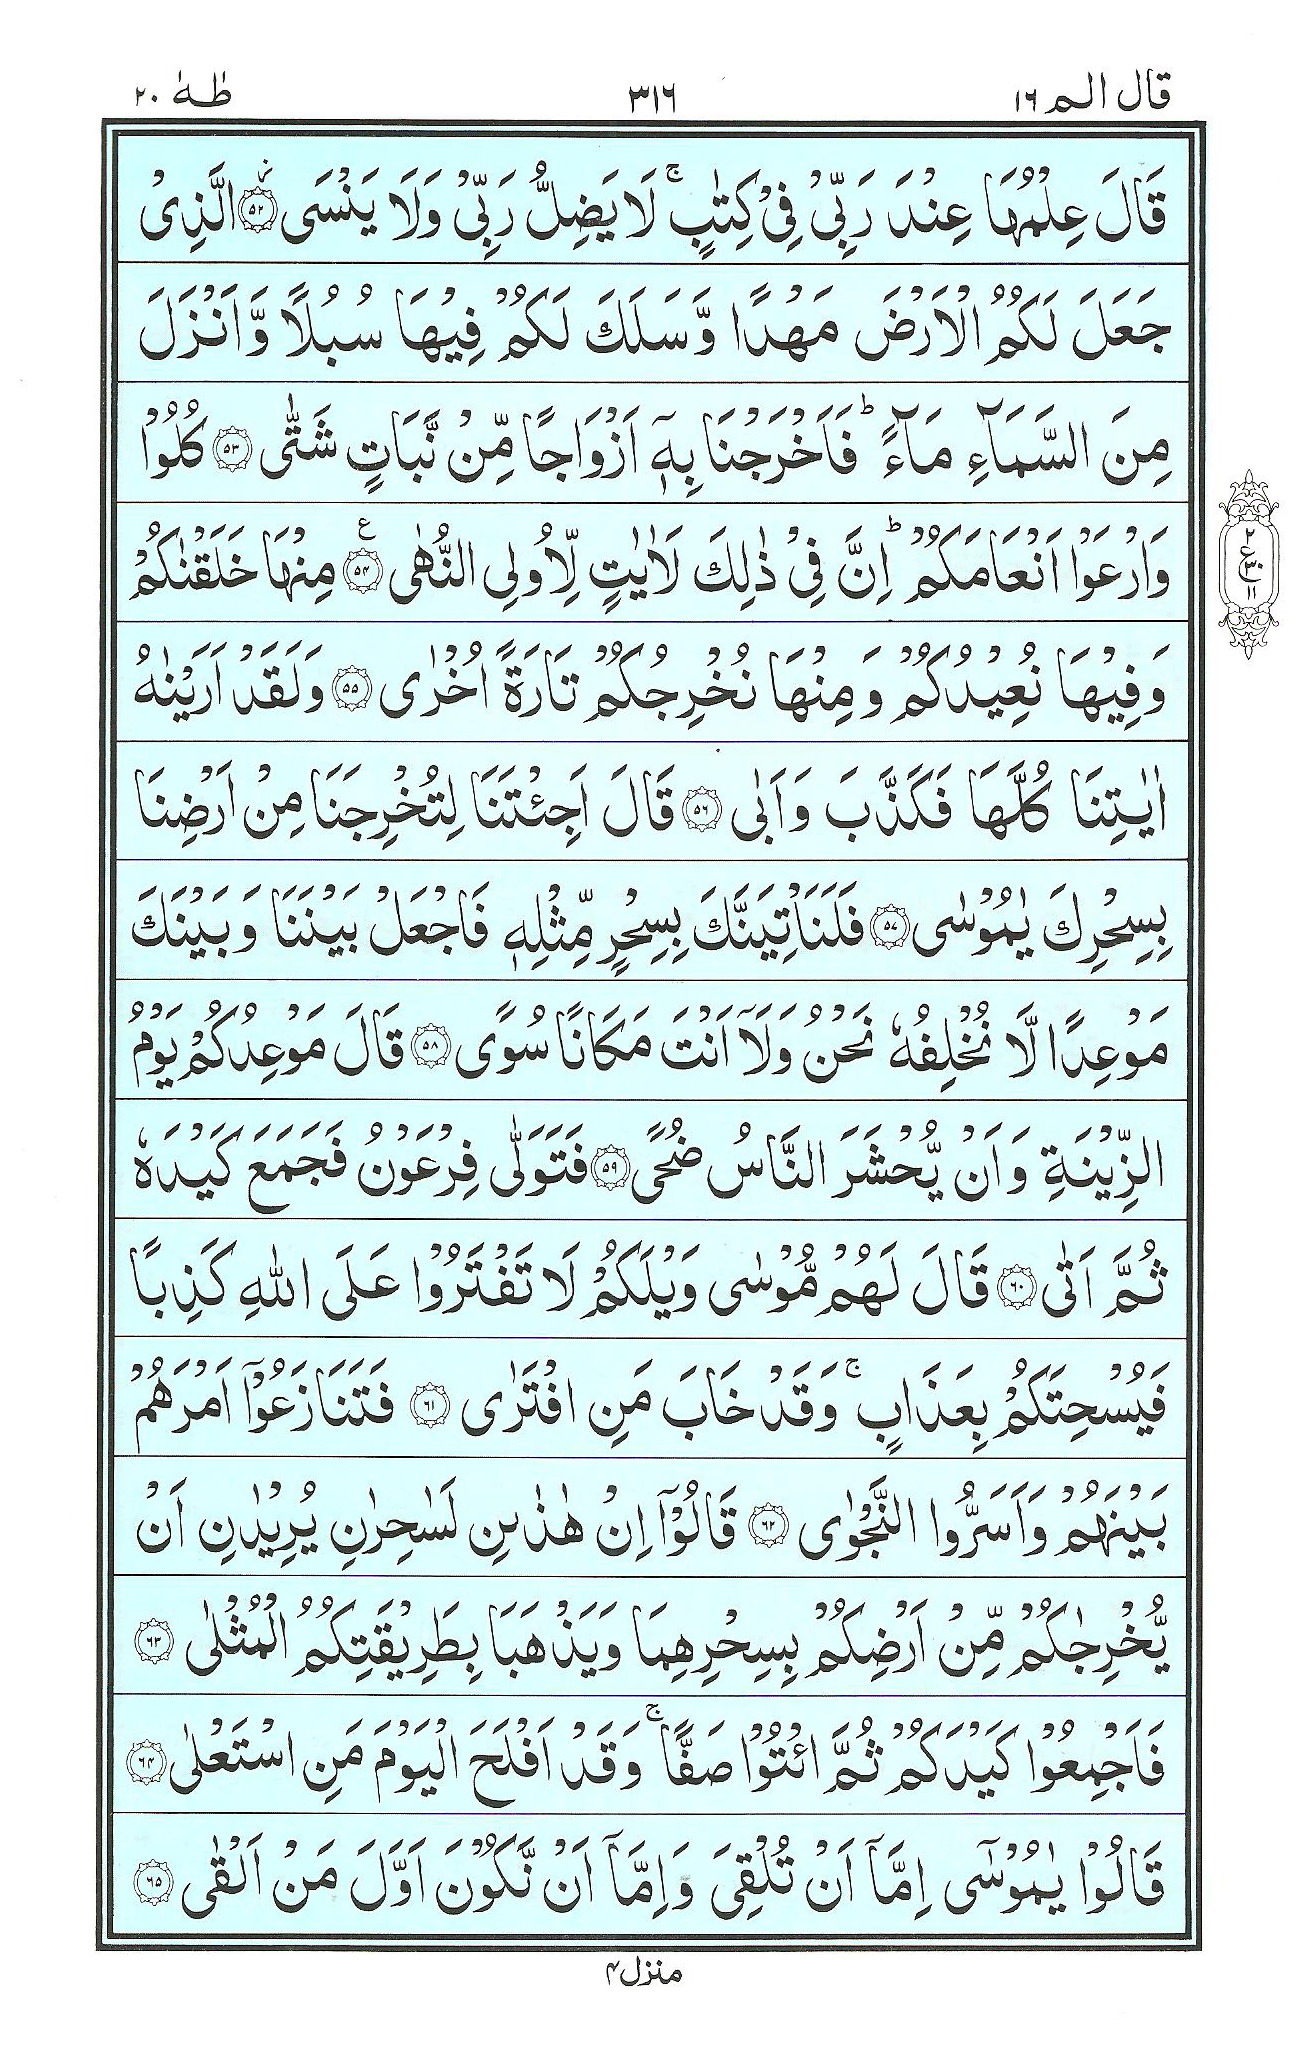 قال الم ١٦
٣١٦
طٰهٰ ٢٠
قَالَ عِلْمُهَا عِنْدَ رَبِّیْ فِیْ كِتٰبٍ ۚ لَا یَضِلُّ رَبِّیْ وَلَا یَنْسَی ۝٥٢ۙ الَّذِیْ
جَعَلَ لَكُمُ الْاَرْضَ مَهْدًا وَّسَلَكَ لَكُمْ فِیْهَا سُبُلًا وَّاَنْزَلَ
مِنَ السَّمَآءِ مَآءً ؕ فَاَخْرَجْنَا بِهٖۤ اَزْوَاجًا مِّنْ نَّبَاتٍ شَتّٰی ۝٥٣ كُلُوْا
وَارْعَوْا اَنْعَامَكُمْ ؕ اِنَّ فِیْ ذٰلِكَ لَاٰیٰتٍ لِّاُولِی النُّهٰی ۝٥٤ ع مِنْهَا خَلَقْنٰكُمْ
وَفِیْهَا نُعِیْدُكُمْ وَمِنْهَا نُخْرِجُكُمْ تَارَةً اُخْرٰی ۝٥٥ وَلَقَدْ اَرَیْنٰهُ
اٰیٰتِنَا كُلَّهَا فَكَذَّبَ وَاَبٰی ۝٥٦ قَالَ اَجِئْتَنَا لِتُخْرِجَنَا مِنْ اَرْضِنَا
بِسِحْرِكَ یٰمُوْسٰی ۝٥٧ فَلَنَاْتِیَنَّكَ بِسِحْرٍ مِّثْلِهٖ فَاجْعَلْ بَیْنَنَا وَبَیْنَكَ
مَوْعِدًا لَّا نُخْلِفُهٗ نَحْنُ وَلَاۤ اَنْتَ مَكَانًا سُوًی ۝٥٨ قَالَ مَوْعِدُكُمْ یَوْمُ
الزِّیْنَةِ وَاَنْ یُّحْشَرَ النَّاسُ ضُحًی ۝٥٩ فَتَوَلّٰی فِرْعَوْنُ فَجَمَعَ كَیْدَهٗ
ثُمَّ اَتٰی ۝٦٠ قَالَ لَهُمْ مُّوْسٰی وَیْلَكُمْ لَا تَفْتَرُوْا عَلَی اللّٰهِ كَذِبًا
فَیُسْحِتَكُمْ بِعَذَابٍ ۚ وَقَدْ خَابَ مَنِ افْتَرٰی ۝٦١ فَتَنَازَعُوْۤا اَمْرَهُمْ
بَیْنَهُمْ وَاَسَرُّوا النَّجْوٰی ۝٦٢ قَالُوْۤا اِنْ هٰذٰىنِ لَسٰحِرٰنِ یُرِیْدٰنِ اَنْ
یُّخْرِجٰكُمْ مِّنْ اَرْضِكُمْ بِسِحْرِهِمَا وَیَذْهَبَا بِطَرِیْقَتِكُمُ الْمُثْلٰی ۝٦٣
فَاَجْمِعُوْا كَیْدَكُمْ ثُمَّ ائْتُوْا صَفًّا ۚ وَقَدْ اَفْلَحَ الْیَوْمَ مَنِ اسْتَعْلٰی ۝٦٤
قَالُوْا یٰمُوْسٰۤی اِمَّاۤ اَنْ تُلْقِیَ وَاِمَّاۤ اَنْ نَّكُوْنَ اَوَّلَ مَنْ اَلْقٰی ۝٦٥
٢
ع ٣٠
١١
منزل ٤